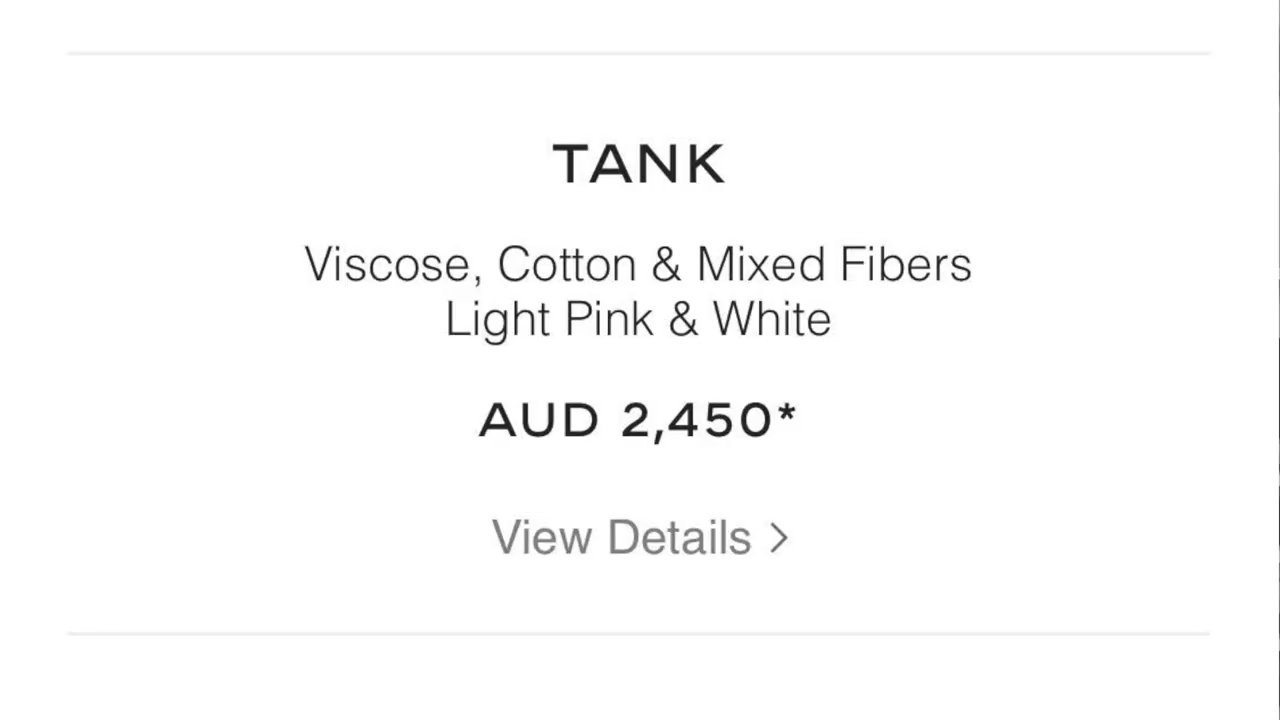 TANK
Viscose, Cotton & Mixed Fibers
Light Pink & White
AUD 2,450*
View Details >